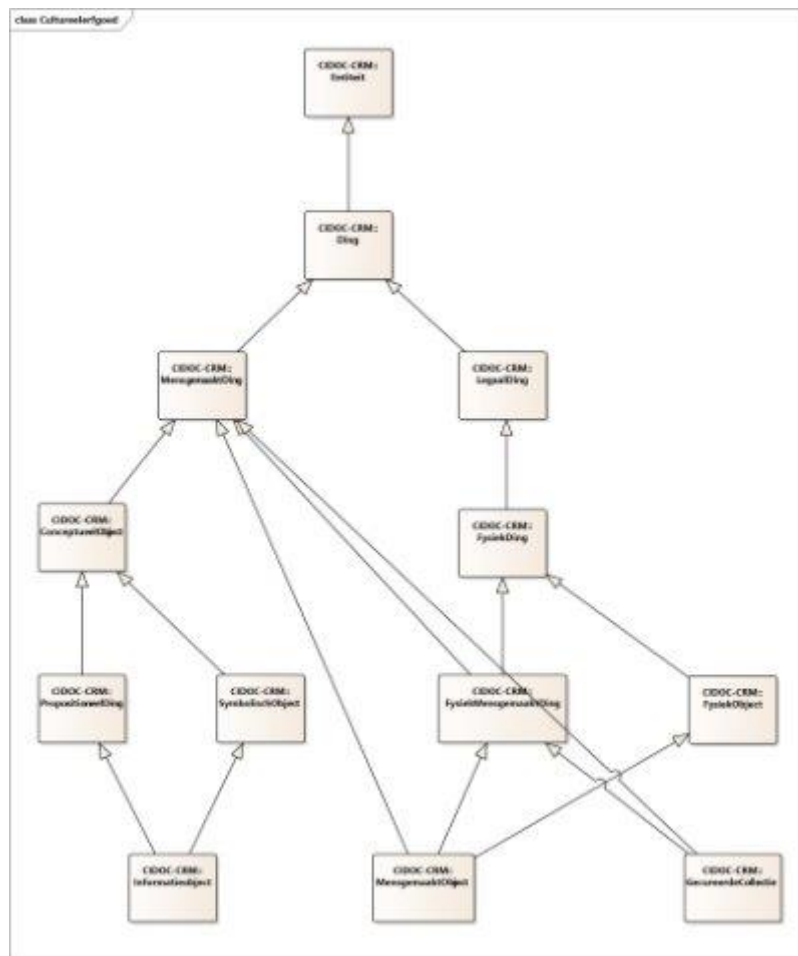 class Cultureelerfgoed
CIDOC-CRM::
Entiteit
CIDOC-CRM::
Ding
CIDOC-CRM::
MensgemaaktDing
CIDOC-CRM::
LegaalDing
CIDOC-CRM::
ConceptueelObject
CIDOC-CRM::
FysiekDing
CIDOC-CRM::
PropositioneelDing
CIDOC-CRM::
SymbolischObject
CIDOC-CRM::
FysiekMensgemaaktDing
CIDOC-CRM::
FysiekObject
CIDOC-CRM::
InformatieObject
CIDOC-CRM::
MensgemaaktObject
CIDOC-CRM::
GecureerdeCollectie